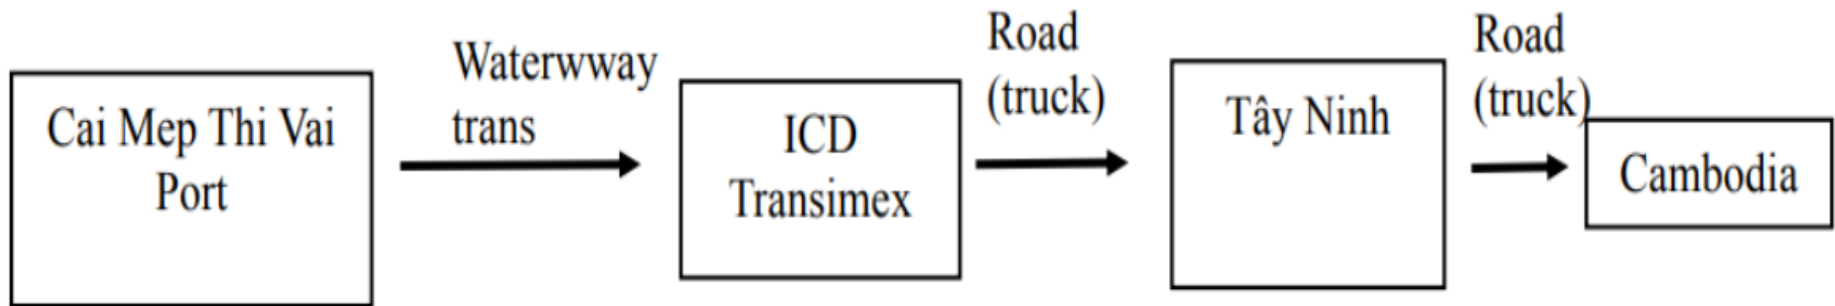 Cai Mep Thi Vai
Port
Waterwway
trans
ICD
Transimex
Road
(truck)
Tây Ninh
Road
(truck)
Cambodia